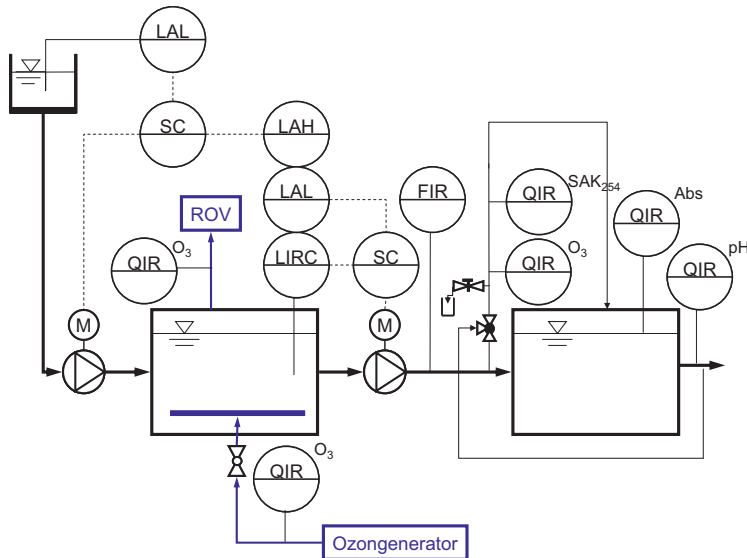 LAL
SC
LAH
LAL
FIR
QIR SAK254
QIR Abs
ROV
QIR O3
LIRC
SC
QIR O3
QIR pH
M
M
QIR O3
Ozongenerator